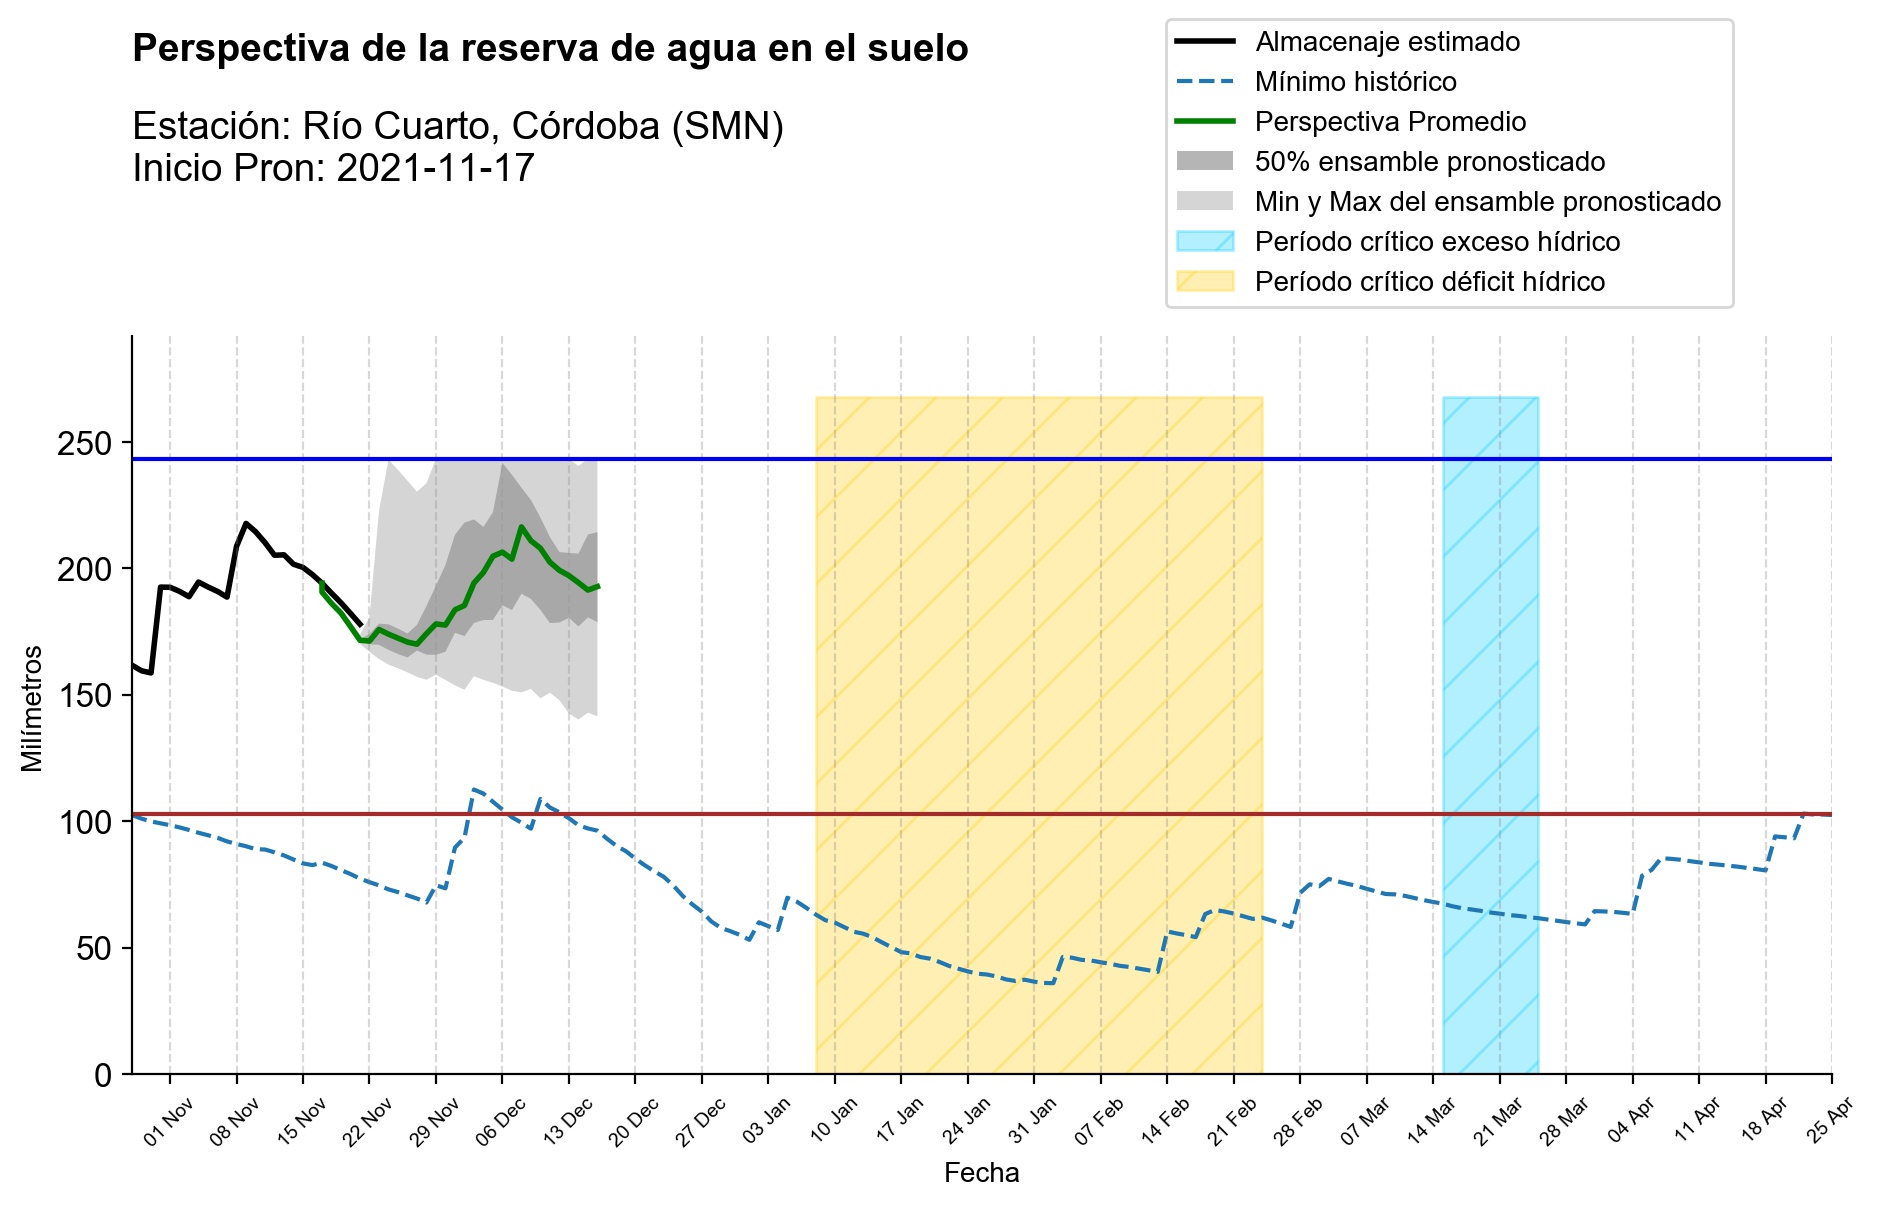 Perspectiva de la reserva de agua en el suelo
Estación: Río Cuarto, Córdoba (SMN)
Inicio Pron: 2021-11-17
Almacenaje estimado
Mínimo histórico
Perspectiva Promedio
50% ensamble pronosticado
Min y Max del ensamble pronosticado
Período crítico exceso hídrico
Período crítico déficit hídrico
Milímetros
250
200
150
100
50
0
01 Nov
08 Nov
15 Nov
22 Nov
29 Nov
06 Dec
13 Dec
20 Dec
27 Dec
03 Jan
10 Jan
17 Jan
24 Jan
31 Jan
07 Feb
14 Feb
21 Feb
28 Feb
07 Mar
14 Mar
21 Mar
28 Mar
04 Apr
11 Apr
18 Apr
25 Apr
Fecha